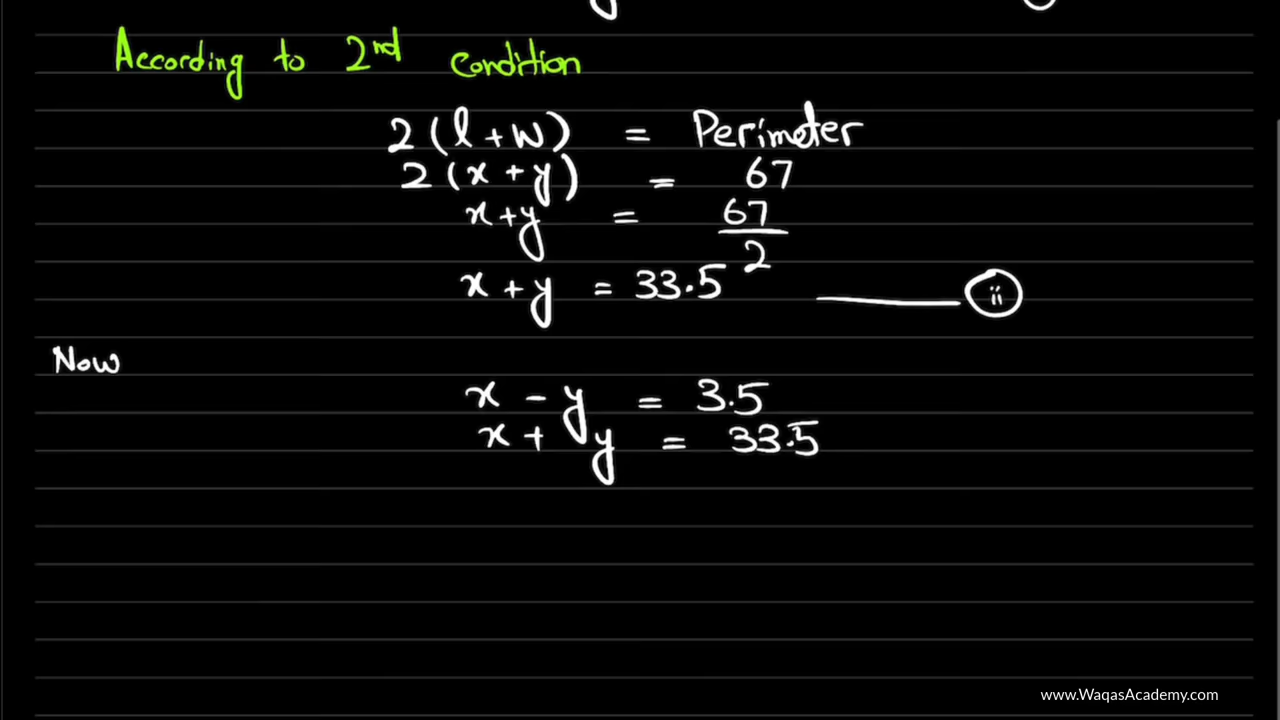 According to 2nd Condition
2(l+w) = Perimeter
2(x+y) = 67
x+y = 67/2
x+y = 33.5 ——— (ii)
Now
x - y = 3.5
x + y = 33.5
www.WaqasAcademy.com